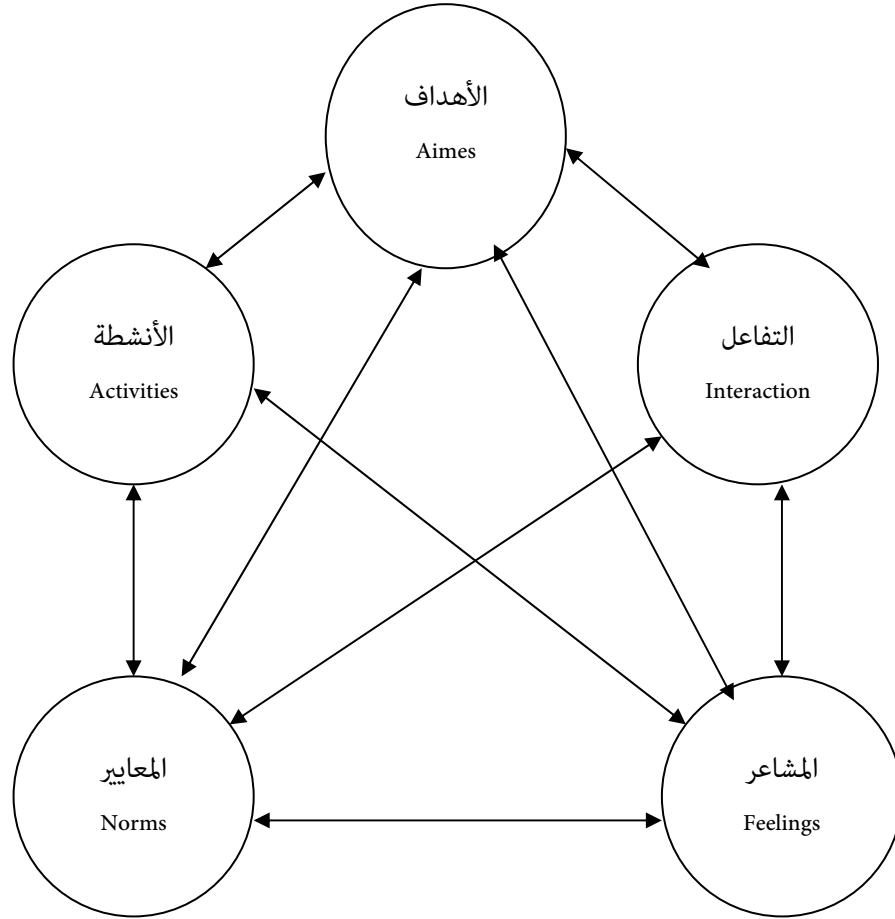 الأهداف
Aimes
الأنشطة
Activities
التفاعل
Interaction
المعايير
Norms
المشاعر
Feelings